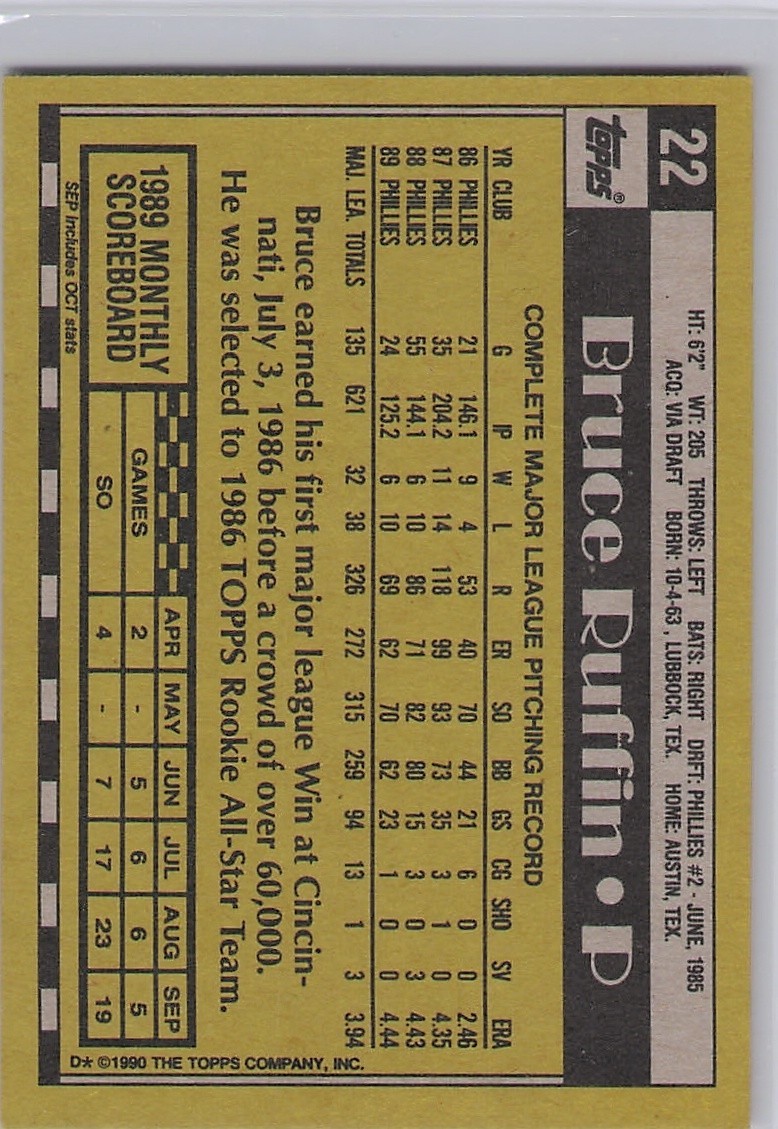 22
HT: 6'2" WT: 205 THROWS: LEFT BATS: RIGHT DRFT: PHILLIES #2 - JUNE, 1985
ACQ: VIA DRAFT BORN: 10-4-63, LUBBOCK, TEX. HOME: AUSTIN, TEX.
topps®
Bruce Ruffin • P
COMPLETE MAJOR LEAGUE PITCHING RECORD
YR CLUB G IP W L R ER SO BB GS CG SHO SV ERA
86 PHILLIES 21 146.1 9 4 53 40 70 44 21 6 0 0 2.46
87 PHILLIES 35 204.2 11 14 118 99 93 73 35 3 1 0 4.35
88 PHILLIES 55 144.1 6 10 86 71 82 80 15 3 0 3 4.43
89 PHILLIES 24 125.2 6 10 69 62 70 62 23 1 0 0 4.44
MAJ. LEA. TOTALS 135 621 32 38 326 272 315 259 94 13 1 3 3.94
Bruce earned his first major league Win at Cincin-
nati, July 3, 1986 before a crowd of over 60,000.
He was selected to 1986 TOPPS Rookie All-Star Team.
1989 MONTHLY
SCOREBOARD
APR MAY JUN JUL AUG SEP
GAMES 2 - 5 6 6 5
SO 4 - 7 17 23 19
SEP includes OCT stats
D* ©1990 THE TOPPS COMPANY, INC.